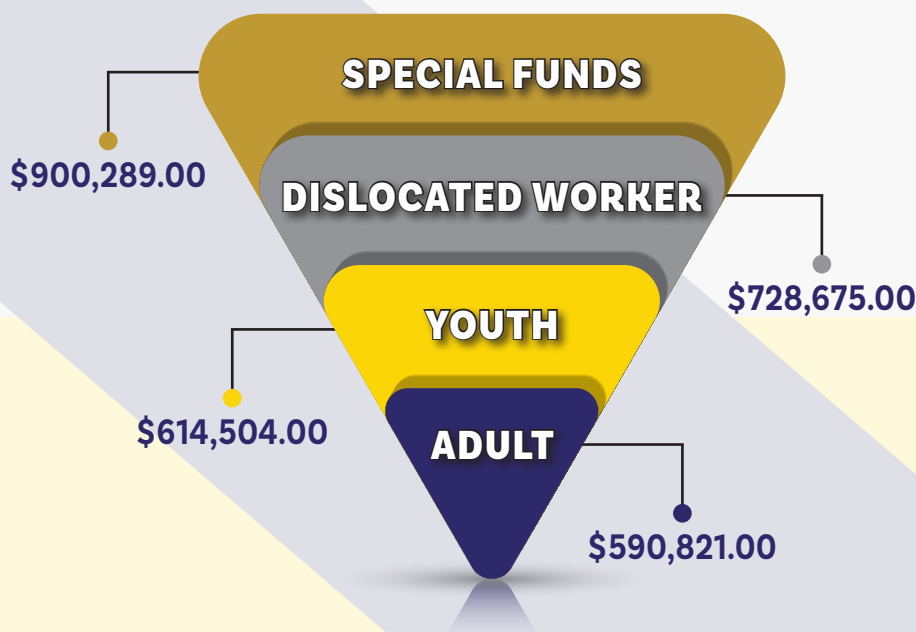 SPECIAL FUNDS
$900,289.00
DISLOCATED WORKER
$728,675.00
YOUTH
$614,504.00
ADULT
$590,821.00